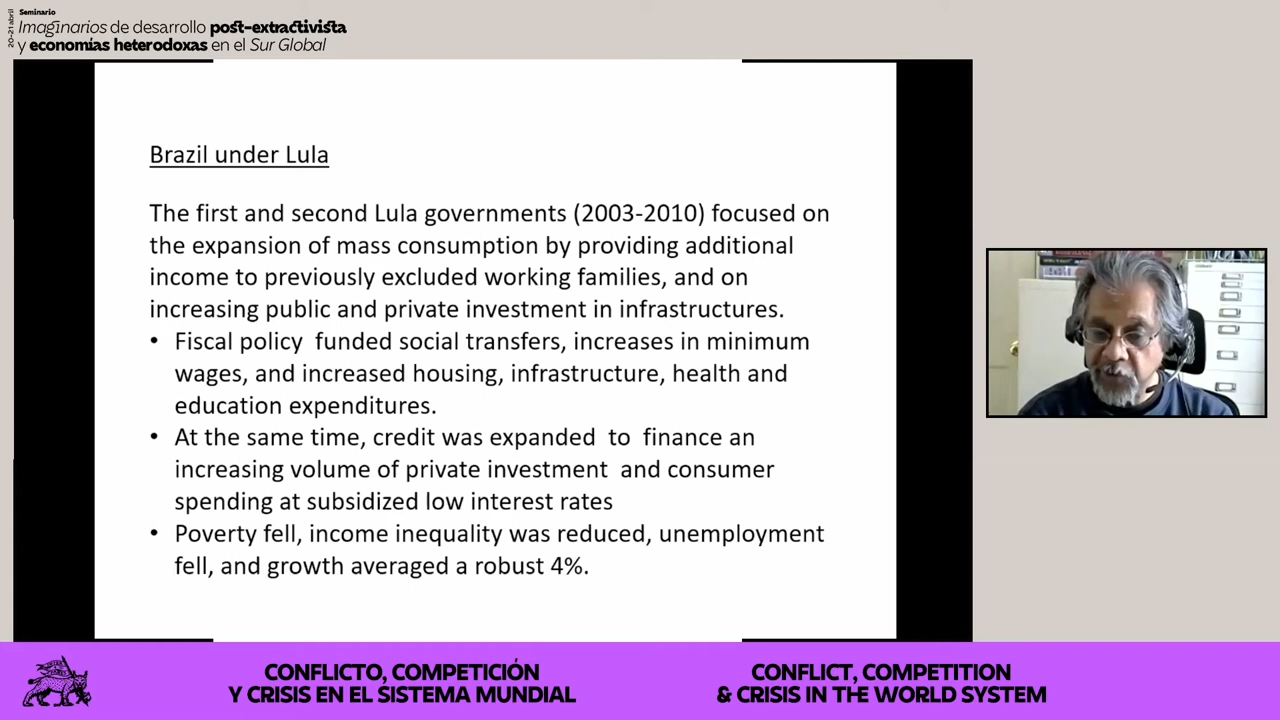 20-21 abril
Seminario
Imaginarios de desarrollo post-extractivista
y economías heterodoxas en el Sur Global
Brazil under Lula
The first and second Lula governments (2003-2010) focused on
the expansion of mass consumption by providing additional
income to previously excluded working families, and on
increasing public and private investment in infrastructures.
• Fiscal policy  funded social transfers, increases in minimum
wages, and increased housing, infrastructure, health and
education expenditures.
• At the same time, credit was expanded  to  finance an
increasing volume of private investment  and consumer
spending at subsidized low interest rates
• Poverty fell, income inequality was reduced, unemployment
fell, and growth averaged a robust 4%.
CONFLICTO, COMPETICIÓN
Y CRISIS EN EL SISTEMA MUNDIAL
CONFLICT, COMPETITION
& CRISIS IN THE WORLD SYSTEM